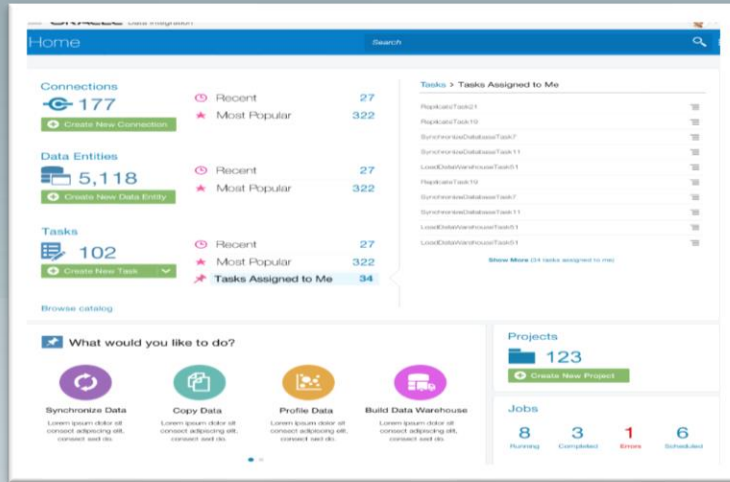 Data Integration
Home
Search
Connections
177
Create New Connection
Recent 27
Most Popular 322
Data Entities
5,118
Create New Data Entity
Recent 27
Most Popular 322
Tasks
102
Create New Task
Recent 27
Most Popular 322
Tasks Assigned to Me 34
Browse catalog
Tasks > Tasks Assigned to Me
ReplicateTask21
ReplicateTask19
SynchronizeDatabaseTask7
SynchronizeDatabaseTask11
LoadDataWarehouseTask51
ReplicateTask19
SynchronizeDatabaseTask7
SynchronizeDatabaseTask11
LoadDataWarehouseTask51
LoadDataWarehouseTask51
Show More (34 tasks assigned to me)
What would you like to do?
Synchronize Data
Lorem ipsum dolor sit
consect adipiscing elit,
consect sed do.
Copy Data
Lorem ipsum dolor sit
consect adipiscing elit,
consect sed do.
Profile Data
Lorem ipsum dolor sit
consect adipiscing elit,
consect sed do.
Build Data Warehouse
Lorem ipsum dolor sit
consect adipiscing elit,
consect sed do.
Projects
123
Create New Project
Jobs
8 3 1 6
Running Completed Errors Scheduled